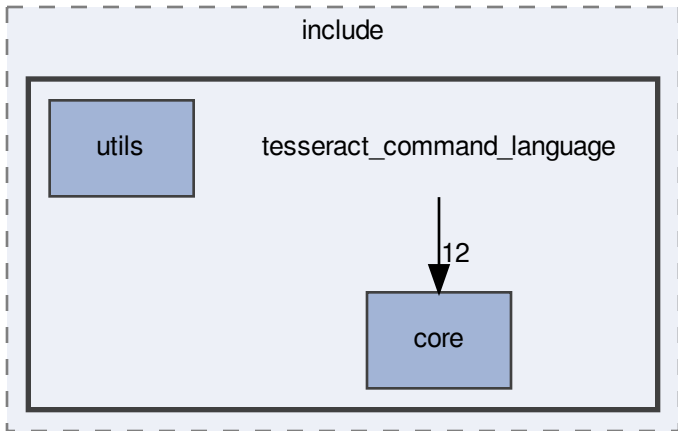 include
utils
tesseract_command_language
12
core